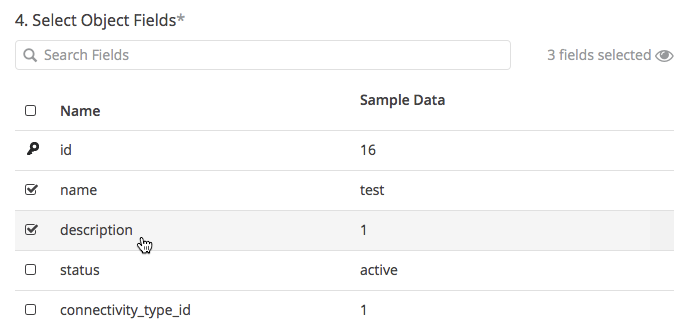 4. Select Object Fields*
Search Fields 3 fields selected
Name Sample Data
id 16
name test
description 1
status active
connectivity_type_id 1